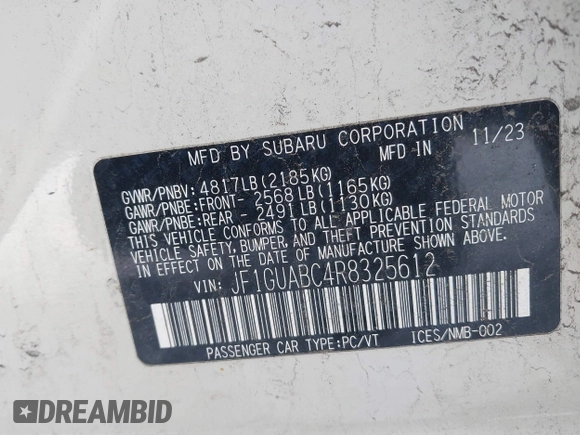 MFD BY SUBARU CORPORATION
MFD IN 11/23
GVWR/PNBV: 4817LB(2185KG)
GAWR/PNBE:FRONT- 2568LB(1165KG)
GAWR/PNBE:REAR - 2491LB(1130KG)
THIS VEHICLE CONFORMS TO ALL APPLICABLE FEDERAL MOTOR
VEHICLE SAFETY, BUMPER, AND THEFT PREVENTION STANDARDS
IN EFFECT ON THE DATE OF MANUFACTURE SHOWN ABOVE.
VIN: JF1GUABC4R8325612
PASSENGER CAR TYPE:PC/VT ICES/NMB-002
DREAMBID